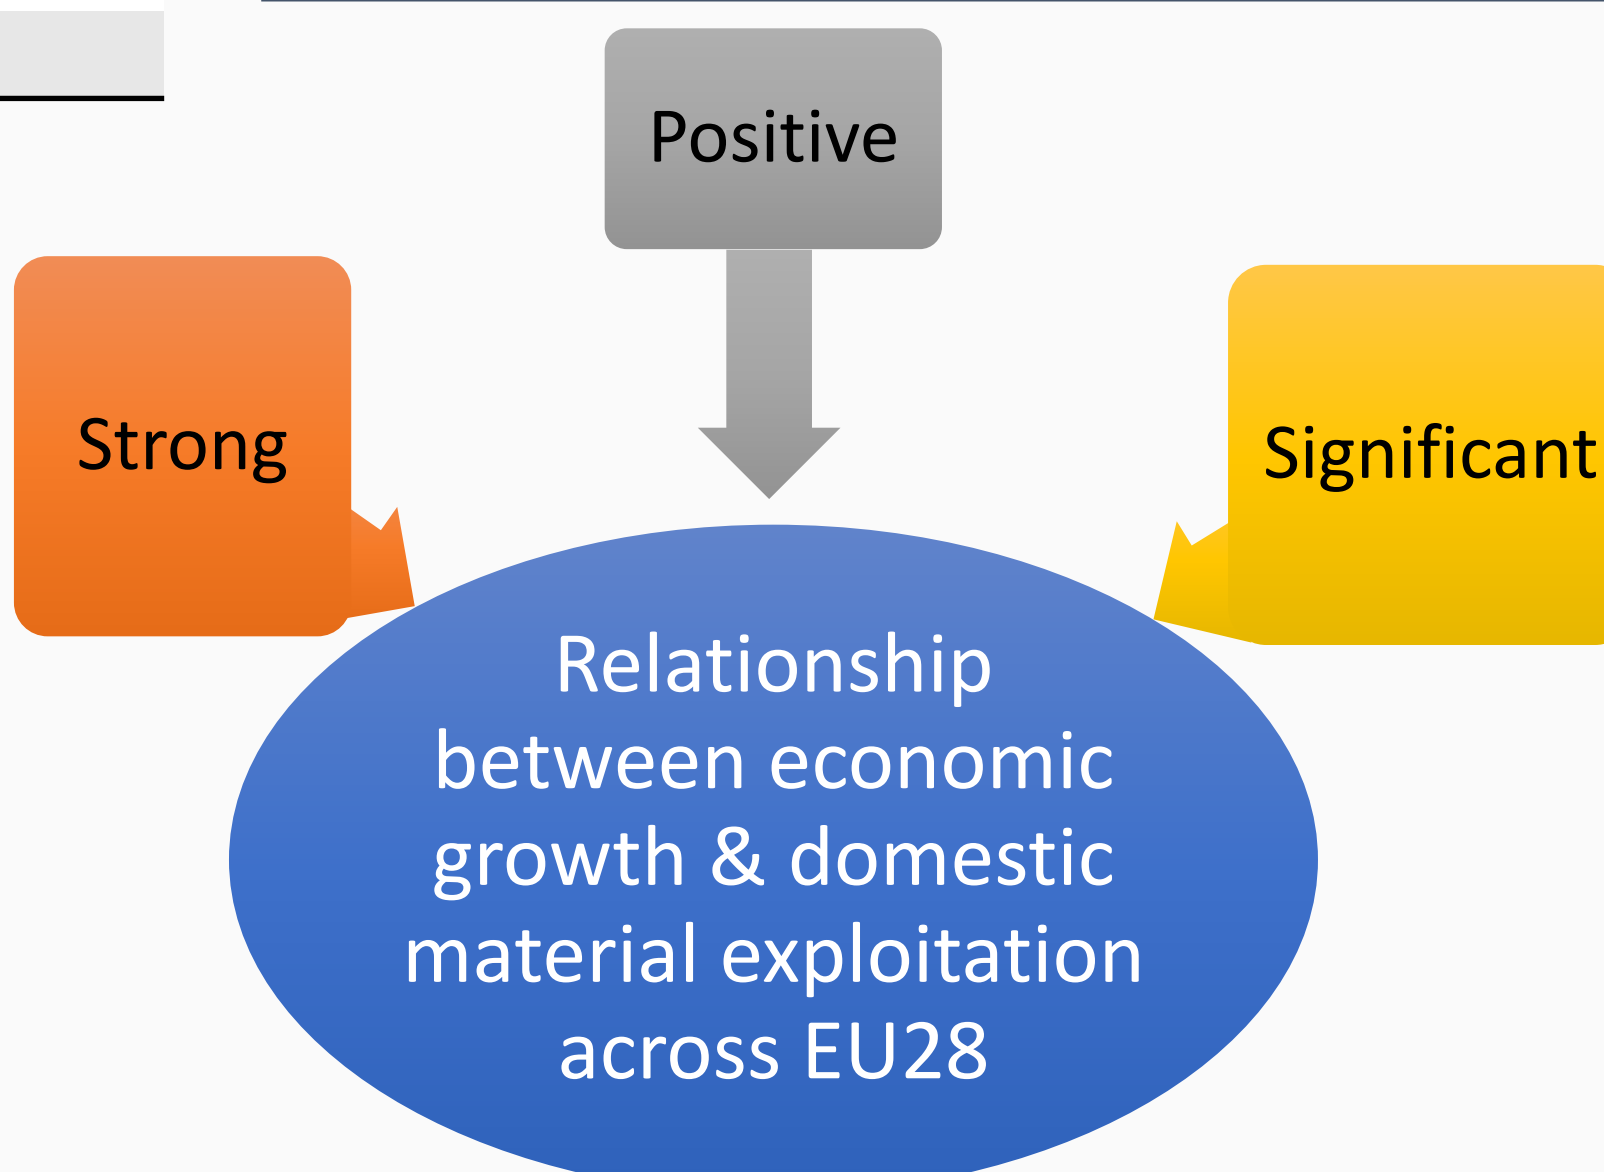 Positive
Strong
Significant
Relationship
between economic
growth & domestic
material exploitation
across EU28